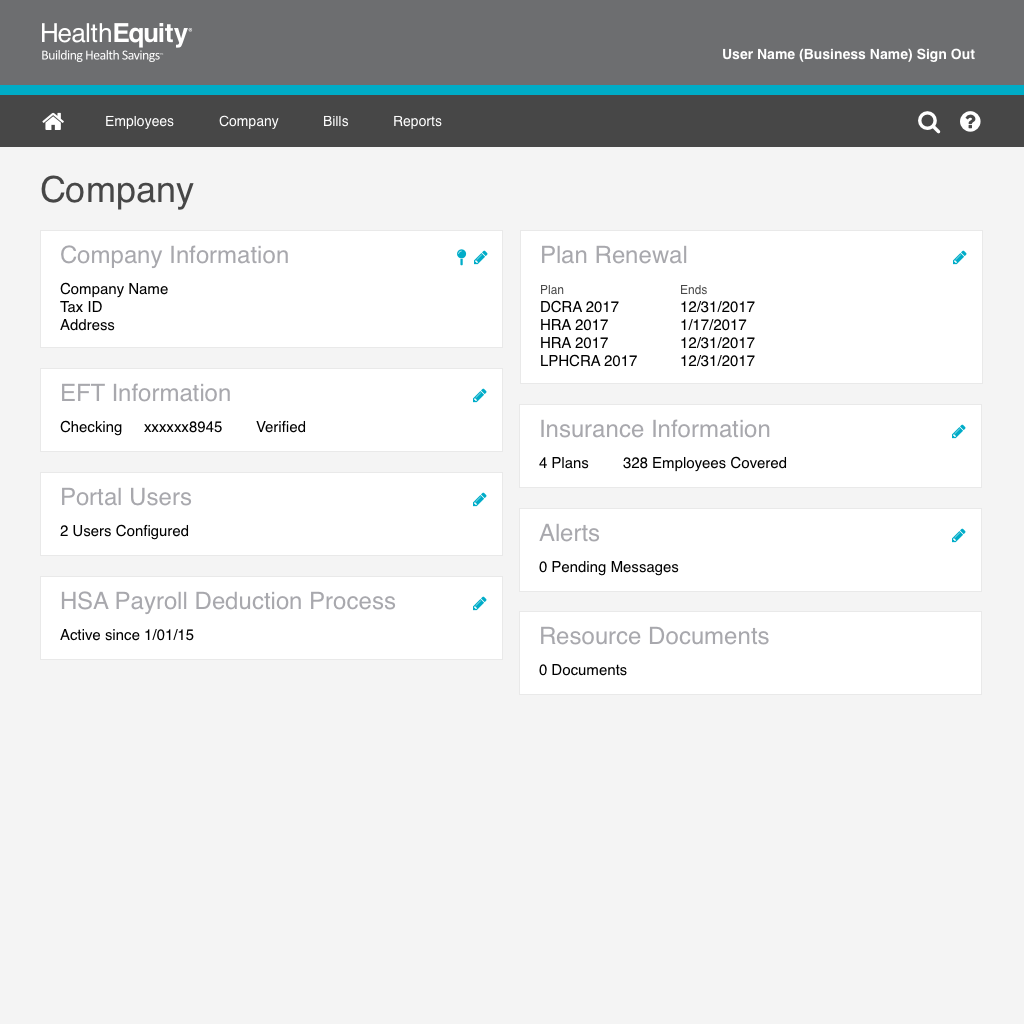 HealthEquity
Building Health Savings
User Name (Business Name) Sign Out
Employees Company Bills Reports
Company
Company Information
Company Name
Tax ID
Address
EFT Information
Checking xxxxxx8945 Verified
Portal Users
2 Users Configured
HSA Payroll Deduction Process
Active since 1/01/15
Plan Renewal
Plan Ends
DCRA 2017 12/31/2017
HRA 2017 1/17/2017
HRA 2017 12/31/2017
LPHCRA 2017 12/31/2017
Insurance Information
4 Plans 328 Employees Covered
Alerts
0 Pending Messages
Resource Documents
0 Documents